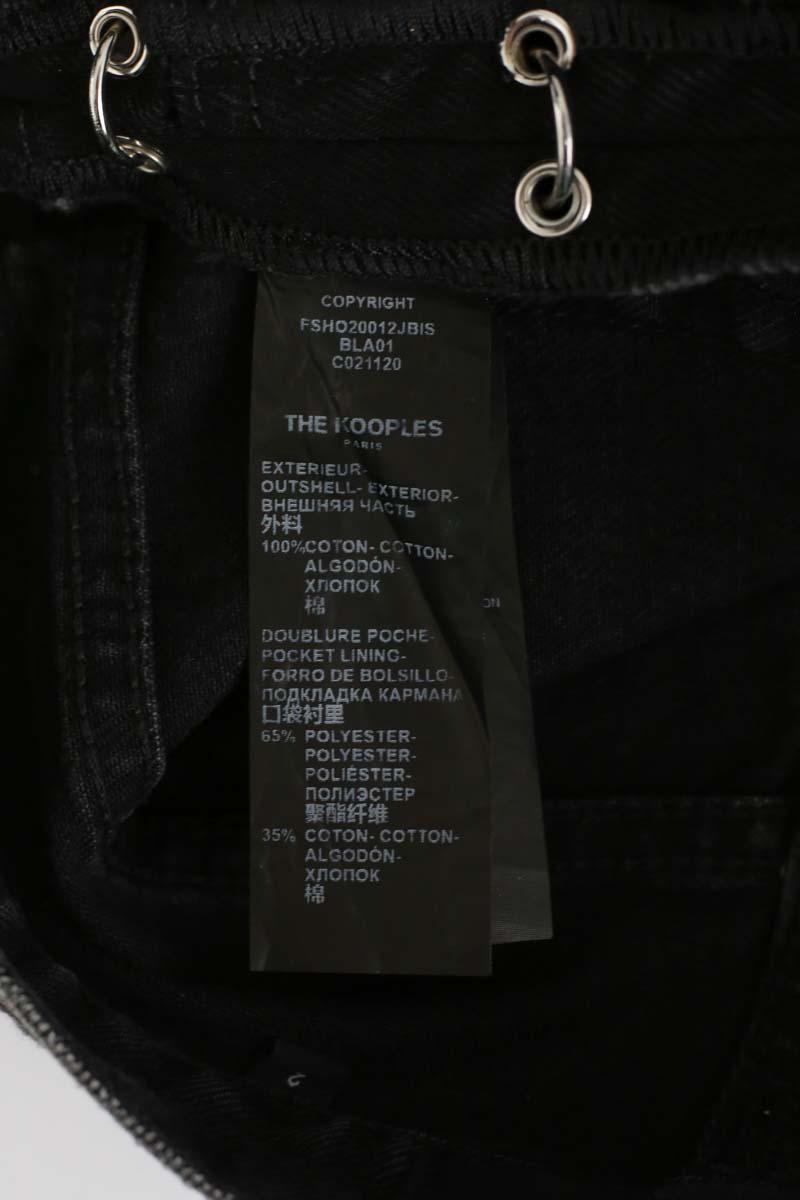 COPYRIGHT
FSHO20012JBIS
BLA01
C021120
THE KOOPLES
PARIS
EXTERIEUR-
OUTSHELL- EXTERIOR-
ВНЕШНЯЯ ЧАСТЬ
外料
100%COTON- COTTON-
ALGODÓN-
ХЛОПОК
棉
ON
DOUBLURE POCHE-
POCKET LINING-
FORRO DE BOLSILLO-
ПОДКЛАДКА КАРМАНА
口袋衬里
65% POLYESTER-
POLYESTER-
POLIÉSTER-
ПОЛИЭСТЕР
聚酯纤维
35% COTON- COTTON-
ALGODÓN-
ХЛОПОК
棉